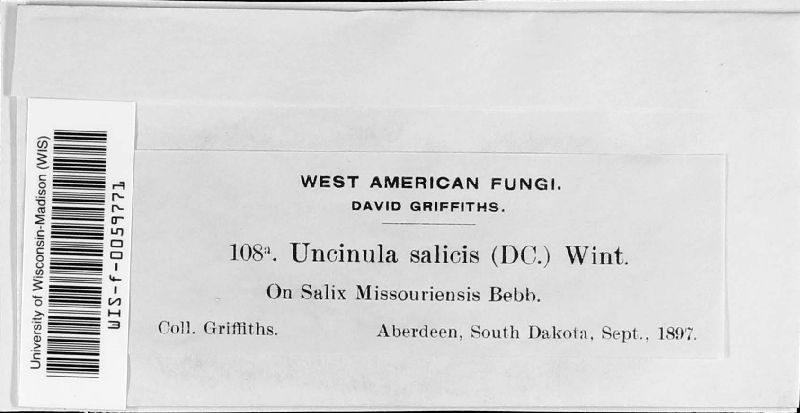 WEST AMERICAN FUNGI.
DAVID GRIFFITHS.
108ª. Uncinula salicis (DC.) Wint.
On Salix Missouriensis Bebb.
Coll. Griffiths. Aberdeen, South Dakota, Sept., 1897.
University of Wisconsin-Madison (WIS)
WIS-f-0059771